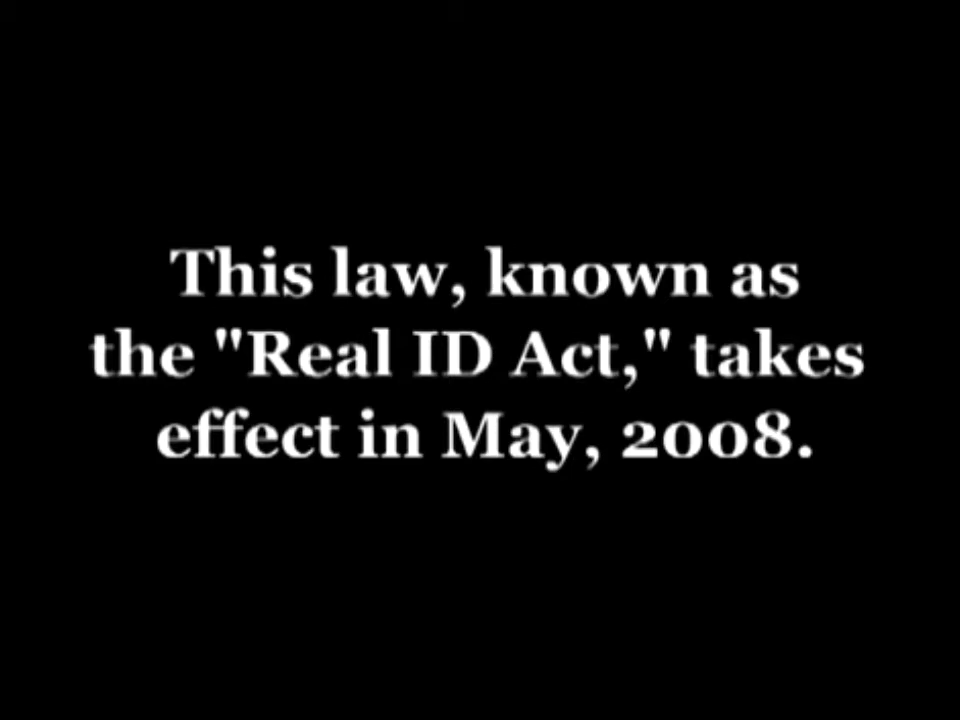 This law, known as
the "Real ID Act," takes
effect in May, 2008.